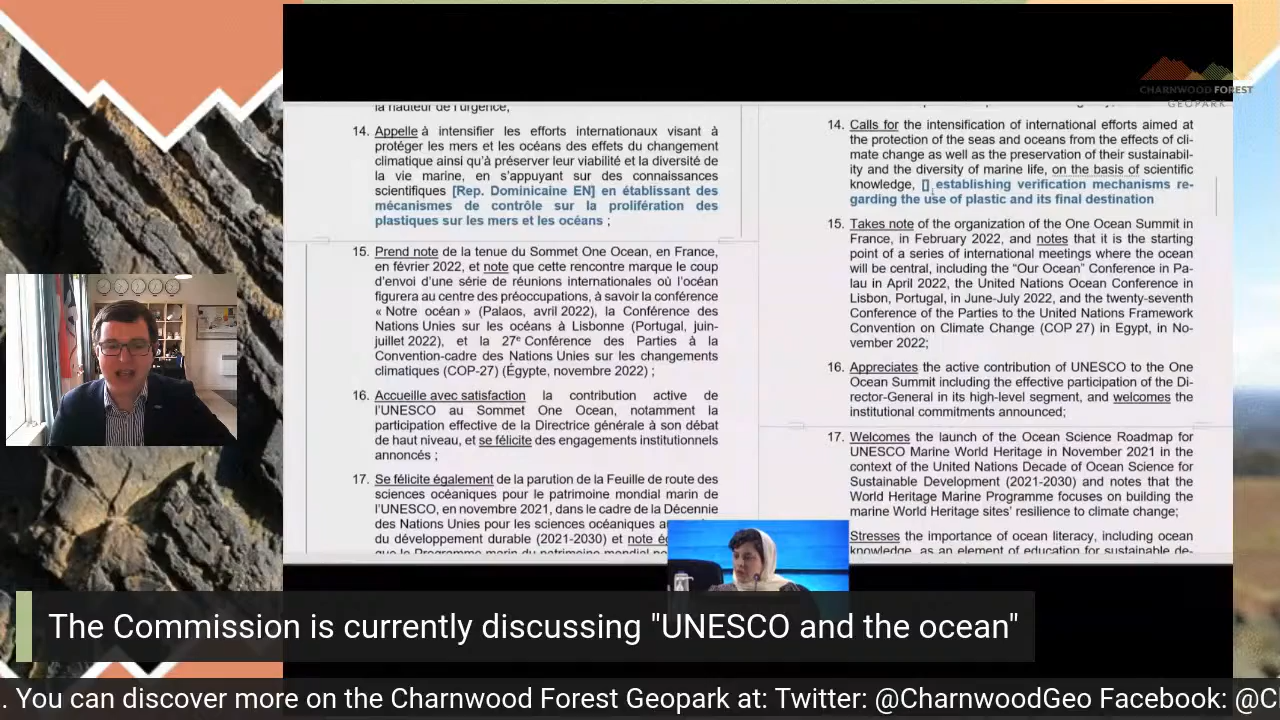 CHARNWOOD FOREST
GEOPARK
la hauteur de l'urgence,
14. Appelle à intensifier les efforts internationaux visant à
protéger les mers et les océans des effets du changement
climatique ainsi qu'à préserver leur viabilité et la diversité de
la vie marine, en s'appuyant sur des connaissances
scientifiques [Rep. Dominicaine EN] en établissant des
mécanismes de contrôle sur la prolifération des
plastiques sur les mers et les océans ;
15. Prend note de la tenue du Sommet One Ocean, en France,
en février 2022, et note que cette rencontre marque le coup
d'envoi d'une série de réunions internationales où l'océan
figurera au centre des préoccupations, à savoir la conférence
« Notre océan » (Palaos, avril 2022), la Conférence des
Nations Unies sur les océans à Lisbonne (Portugal, juin-
juillet 2022), et la 27e Conférence des Parties à la
Convention-cadre des Nations Unies sur les changements
climatiques (COP-27) (Égypte, novembre 2022) ;
16. Accueille avec satisfaction la contribution active de
l'UNESCO au Sommet One Ocean, notamment la
participation effective de la Directrice générale à son débat
de haut niveau, et se félicite des engagements institutionnels
annoncés ;
17. Se félicite également de la parution de la Feuille de route des
sciences océaniques pour le patrimoine mondial marin de
l'UNESCO, en novembre 2021, dans le cadre de la Décennie
des Nations Unies pour les sciences océaniques au
du développement durable (2021-2030) et note
que le Programme marin du patrimoine mondial
14. Calls for the intensification of international efforts aimed at
the protection of the seas and oceans from the effects of cli-
mate change as well as the preservation of their sustainabil-
ity and the diversity of marine life, on the basis of scientific
knowledge, [] establishing verification mechanisms re-
garding the use of plastic and its final destination
15. Takes note of the organization of the One Ocean Summit in
France, in February 2022, and notes that it is the starting
point of a series of international meetings where the ocean
will be central, including the "Our Ocean" Conference in Pa-
lau in April 2022, the United Nations Ocean Conference in
Lisbon, Portugal, in June-July 2022, and the twenty-seventh
Conference of the Parties to the United Nations Framework
Convention on Climate Change (COP 27) in Egypt, in No-
vember 2022;
16. Appreciates the active contribution of UNESCO to the One
Ocean Summit including the effective participation of the Di-
rector-General in its high-level segment, and welcomes the
institutional commitments announced;
17. Welcomes the launch of the Ocean Science Roadmap for
UNESCO Marine World Heritage in November 2021 in the
context of the United Nations Decade of Ocean Science for
Sustainable Development (2021-2030) and notes that the
World Heritage Marine Programme focuses on building the
marine World Heritage sites' resilience to climate change;
Stresses the importance of ocean literacy, including ocean
knowledge, as an element of education for sustainable de-
The Commission is currently discussing "UNESCO and the ocean"
. You can discover more on the Charnwood Forest Geopark at: Twitter: @CharnwoodGeo Facebook: @C